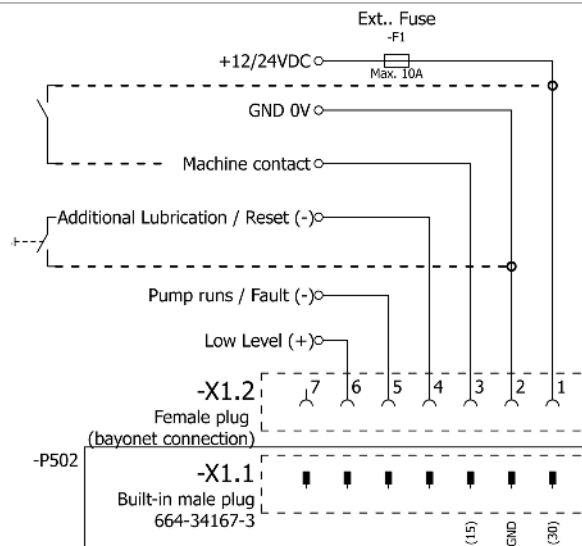 Ext.. Fuse
-F1
+12/24VDC
Max. 10A
GND 0V
Machine contact
Additional Lubrication / Reset (-)
Pump runs / Fault (-)
Low Level (+)
-X1.2
7 6 5 4 3 2 1
Female plug
(bayonet connection)
-P502
-X1.1
Built-in male plug
664-34167-3
(15) GND (30)